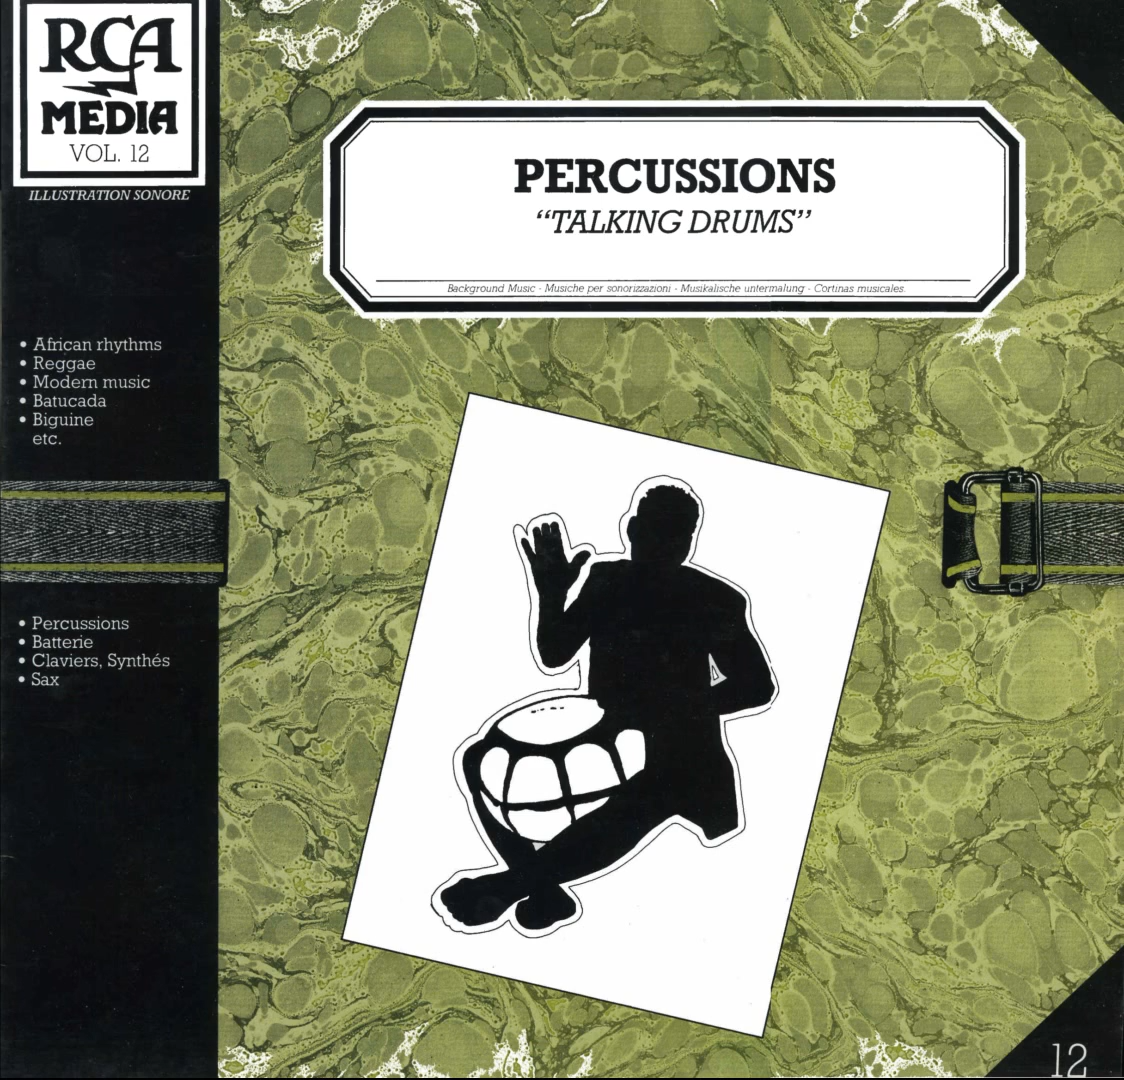 RCA
MEDIA
VOL. 12
ILLUSTRATION SONORE
PERCUSSIONS
“TALKING DRUMS”
Background Music - Musiche per sonorizzazioni - Musikalische untermalung - Cortinas musicales.
• African rhythms
• Reggae
• Modern music
• Batucada
• Biguine
etc.
• Percussions
• Batterie
• Claviers, Synthés
• Sax
12